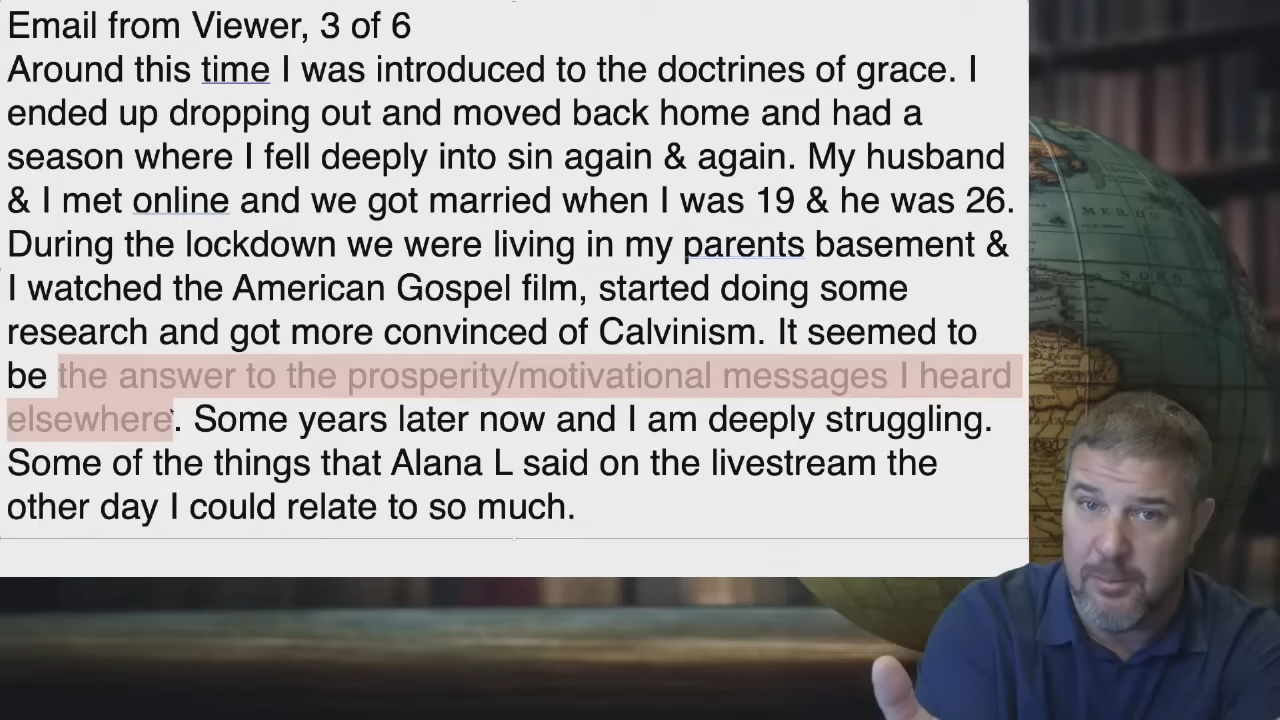 Email from Viewer, 3 of 6
Around this time I was introduced to the doctrines of grace. I
ended up dropping out and moved back home and had a
season where I fell deeply into sin again & again. My husband
& I met online and we got married when I was 19 & he was 26.
During the lockdown we were living in my parents basement &
I watched the American Gospel film, started doing some
research and got more convinced of Calvinism. It seemed to
be the answer to the prosperity/motivational messages I heard
elsewhere. Some years later now and I am deeply struggling.
Some of the things that Alana L said on the livestream the
other day I could relate to so much.